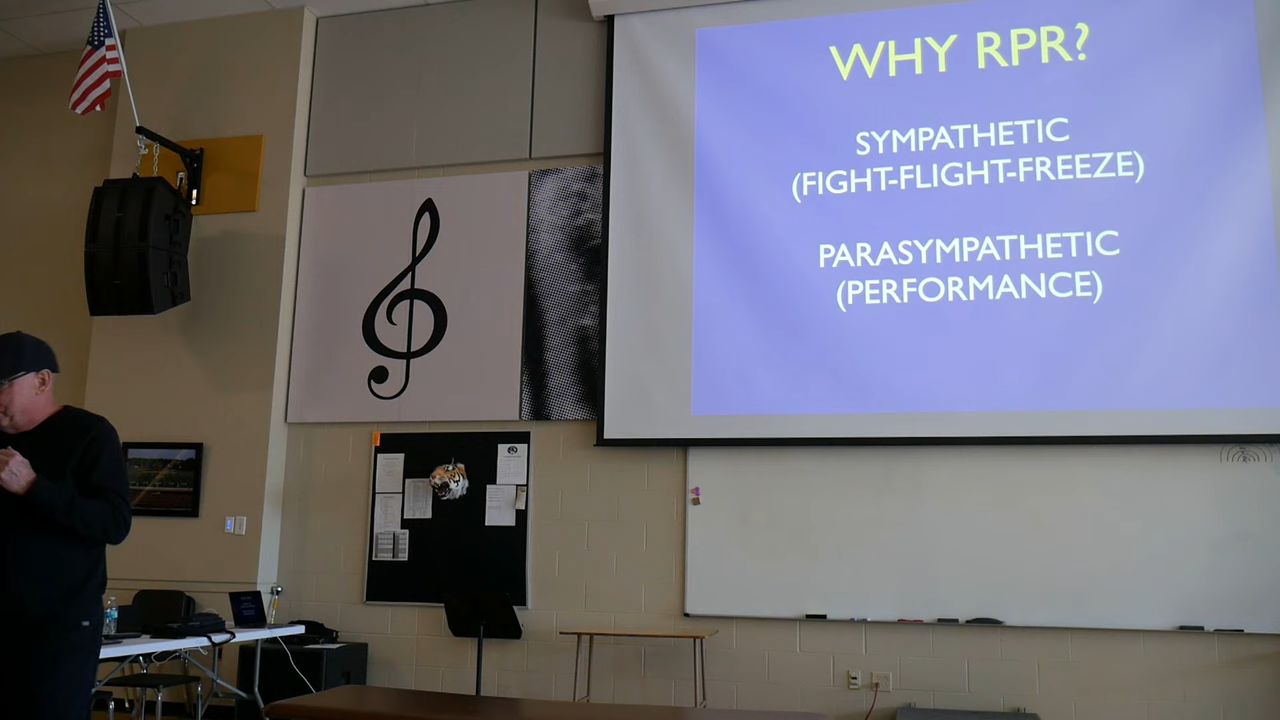 WHY RPR?
SYMPATHETIC
(FIGHT-FLIGHT-FREEZE)
PARASYMPATHETIC
(PERFORMANCE)